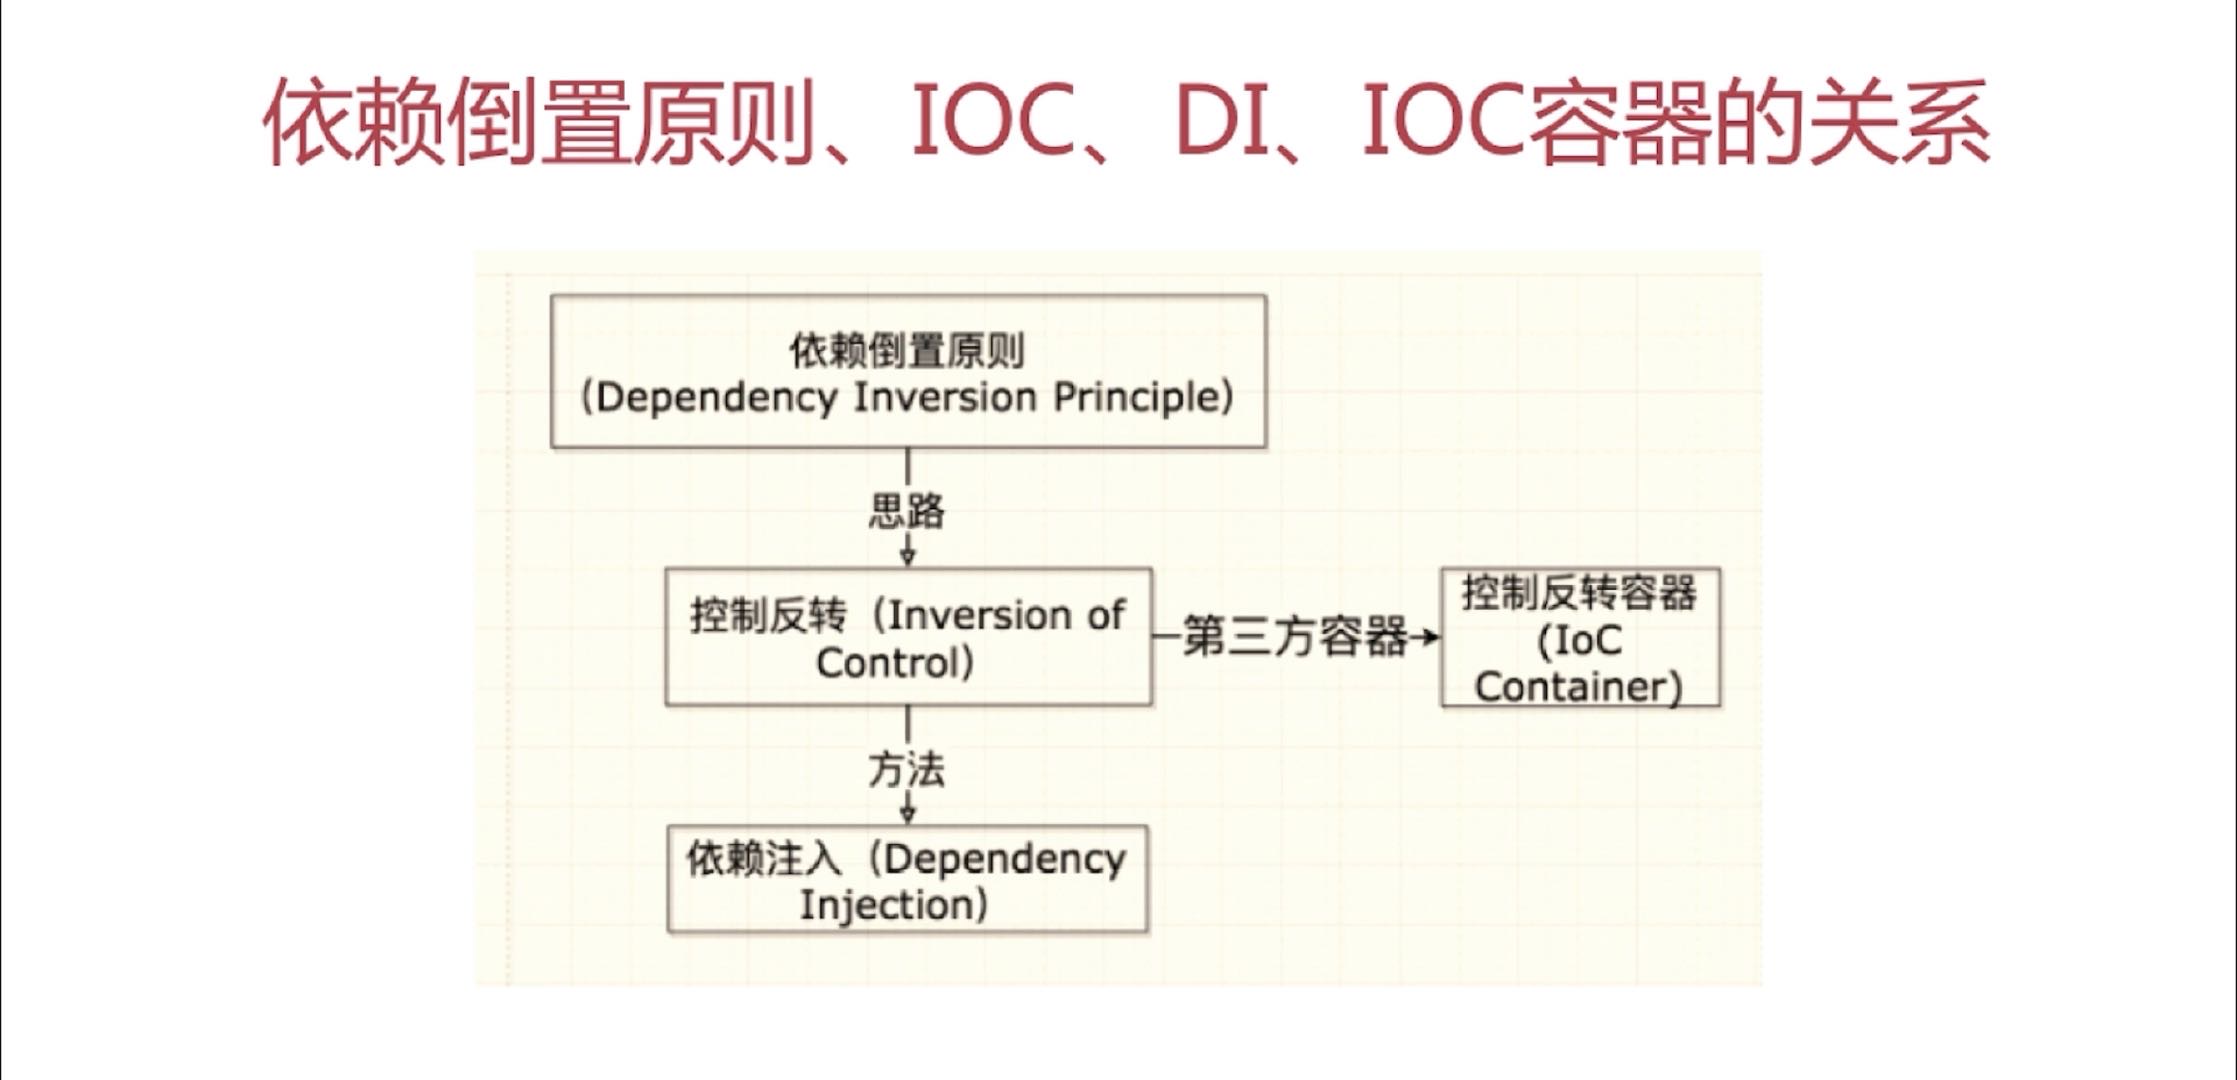 依赖倒置原则、IOC、DI、IOC容器的关系
依赖倒置原则
(Dependency Inversion Principle)
思路
控制反转（Inversion of
Control)
第三方容器
控制反转容器
(IoC
Container)
方法
依赖注入（Dependency
Injection)